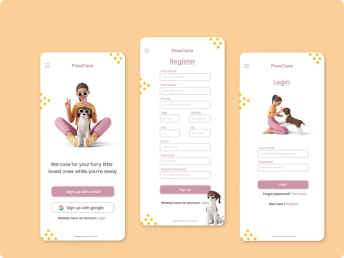 PawCare
We care for your furry little
loved ones while you're away
Sign up with email
Sign up with google
Already have an account Login
PawCare
Register
First Name
Last Name
Phone
Age
Gender
City
Zip
Email
Password
Repeat Password
Sign up
Already have an account Login
PawCare
Login
Your Email
Password
Login
Forgot password? Click here
New here? Register